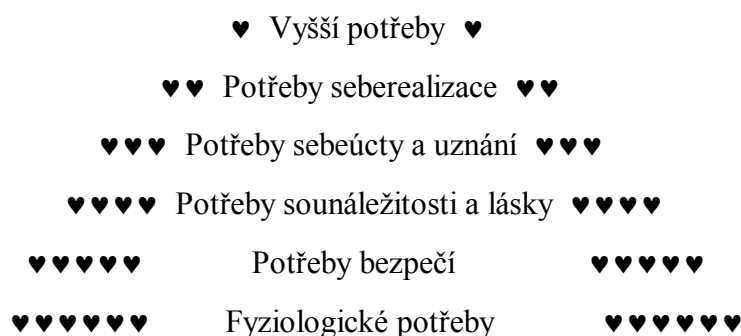 ♥ Vyšší potřeby ♥
♥♥ Potřeby seberealizace ♥♥
♥♥♥ Potřeby sebeúcty a uznání ♥♥♥
♥♥♥♥ Potřeby sounáležitosti a lásky ♥♥♥♥
♥♥♥♥♥ Potřeby bezpečí ♥♥♥♥♥
♥♥♥♥♥♥ Fyziologické potřeby ♥♥♥♥♥♥